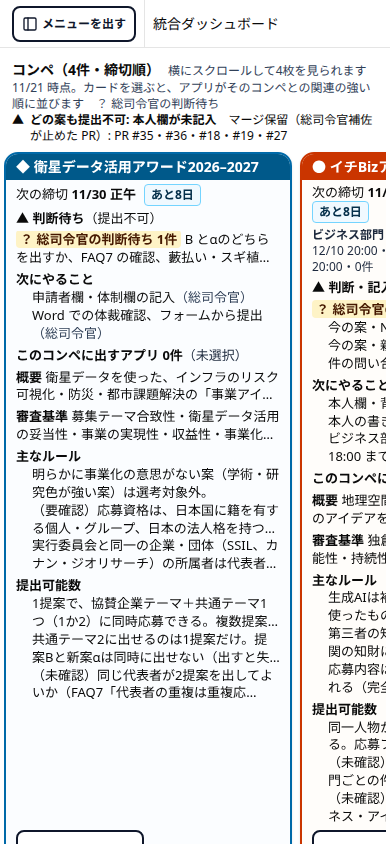 メニューを出す
統合ダッシュボード
コンペ（4件・締切順） 横にスクロールして4枚を見られます
11/21 時点。カードを選ぶと、アプリがそのコンペとの関連の強い
順に並びます ？ 総司令官の判断待ち
▲ どの案も提出不可: 本人欄が未記入 マージ保留（総司令官補佐
が止めた PR）: PR #35・#36・#18・#19・#27
◆ 衛星データ活用アワード2026–2027
次の締切 11/30 正午 あと8日
▲ 判断待ち（提出不可）
？ 総司令官の判断待ち 1件 B とαのどちら
を出すか、FAQ7 の確認、藪払い・スギ植…
次にやること
申請者欄・体制欄の記入（総司令官）
Word での体裁確認、フォームから提出
（総司令官）
このコンペに出すアプリ 0件（未選択）
概要 衛星データを使った、インフラのリスク
可視化・防災・都市課題解決の「事業アイ…
審査基準 募集テーマ合致性・衛星データ活用
の妥当性・事業の実現性・収益性・事業化…
主なルール
明らかに事業化の意思がない案（学術・研
究色が強い案）は選考対象外。
（要確認）応募資格は、日本国に籍を有す
る個人・グループ、日本の法人格を持つ…
実行委員会と同一の企業・団体（SSIL、カ
ナン・ジオリサーチ）の所属者は代表者…
提出可能数
1提案で、協賛企業テーマ＋共通テーマ1
つ（1か2）に同時応募できる。複数提案…
共通テーマ2に出せるのは1提案だけ。提
案Bと新案αは同時に出せない（出すと失…
（未確認）同じ代表者が2提案を出してよ
いか（FAQ7「代表者の重複は重複応…
● イチBizア
次の締切 11/
あと8日
ビジネス部門
12/10 20:00・
20:00・0件
▲ 判断・記入
？ 総司令官
今の案・N
今の案・新
件の問い合
次にやること
本人欄・背
本人の書き
ビジネス部
18:00 まで
このコンペに
概要 地理空間
のアイデアを
審査基準 独創
能性・持続性
主なルール
生成AIは補
使ったもの
第三者の知
関の知財に
応募内容に
れる（完全
提出可能数
同一人物が
る。応募フ
（未確認）
門ごとの件
（未確認）
ネス・アイ